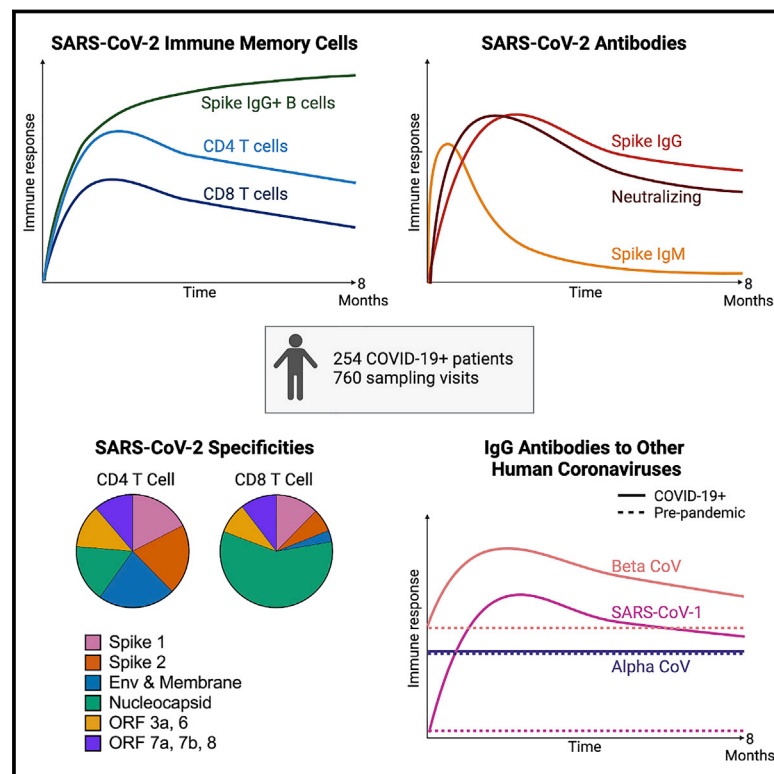 SARS-CoV-2 Immune Memory Cells
Immune response
Spike IgG+ B cells
CD4 T cells
CD8 T cells
Time
8
Months
SARS-CoV-2 Antibodies
Immune response
Spike IgG
Neutralizing
Spike IgM
Time
8
Months
254 COVID-19+ patients
760 sampling visits
SARS-CoV-2 Specificities
CD4 T Cell
CD8 T Cell
Spike 1
Spike 2
Env & Membrane
Nucleocapsid
ORF 3a, 6
ORF 7a, 7b, 8
IgG Antibodies to Other
Human Coronaviruses
COVID-19+
Pre-pandemic
Immune response
Beta CoV
SARS-CoV-1
Alpha CoV
Time
8
Months